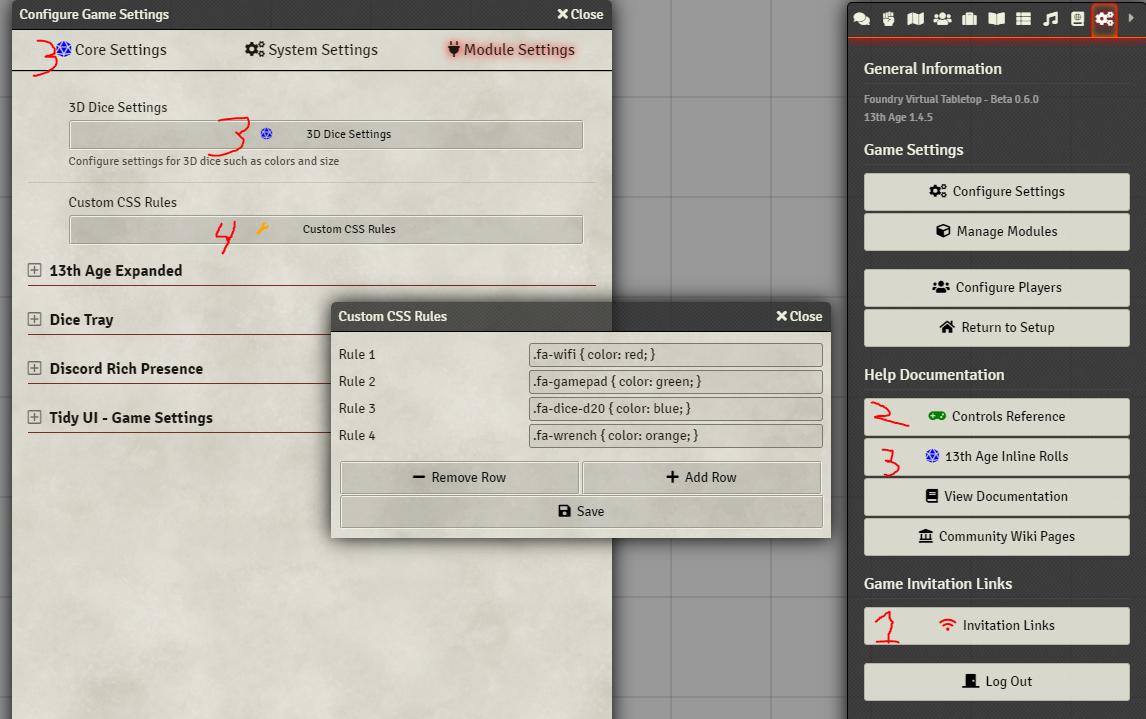 Configure Game Settings
Close
3 Core Settings
System Settings
Module Settings
3D Dice Settings
3 3D Dice Settings
Configure settings for 3D dice such as colors and size
Custom CSS Rules
4 Custom CSS Rules
13th Age Expanded
Dice Tray
Discord Rich Presence
Tidy UI - Game Settings
Custom CSS Rules
Close
Rule 1 .fa-wifi { color: red; }
Rule 2 .fa-gamepad { color: green; }
Rule 3 .fa-dice-d20 { color: blue; }
Rule 4 .fa-wrench { color: orange; }
Remove Row
Add Row
Save
General Information
Foundry Virtual Tabletop - Beta 0.6.0
13th Age 1.4.5
Game Settings
Configure Settings
Manage Modules
Configure Players
Return to Setup
Help Documentation
2 Controls Reference
3 13th Age Inline Rolls
View Documentation
Community Wiki Pages
Game Invitation Links
1 Invitation Links
Log Out